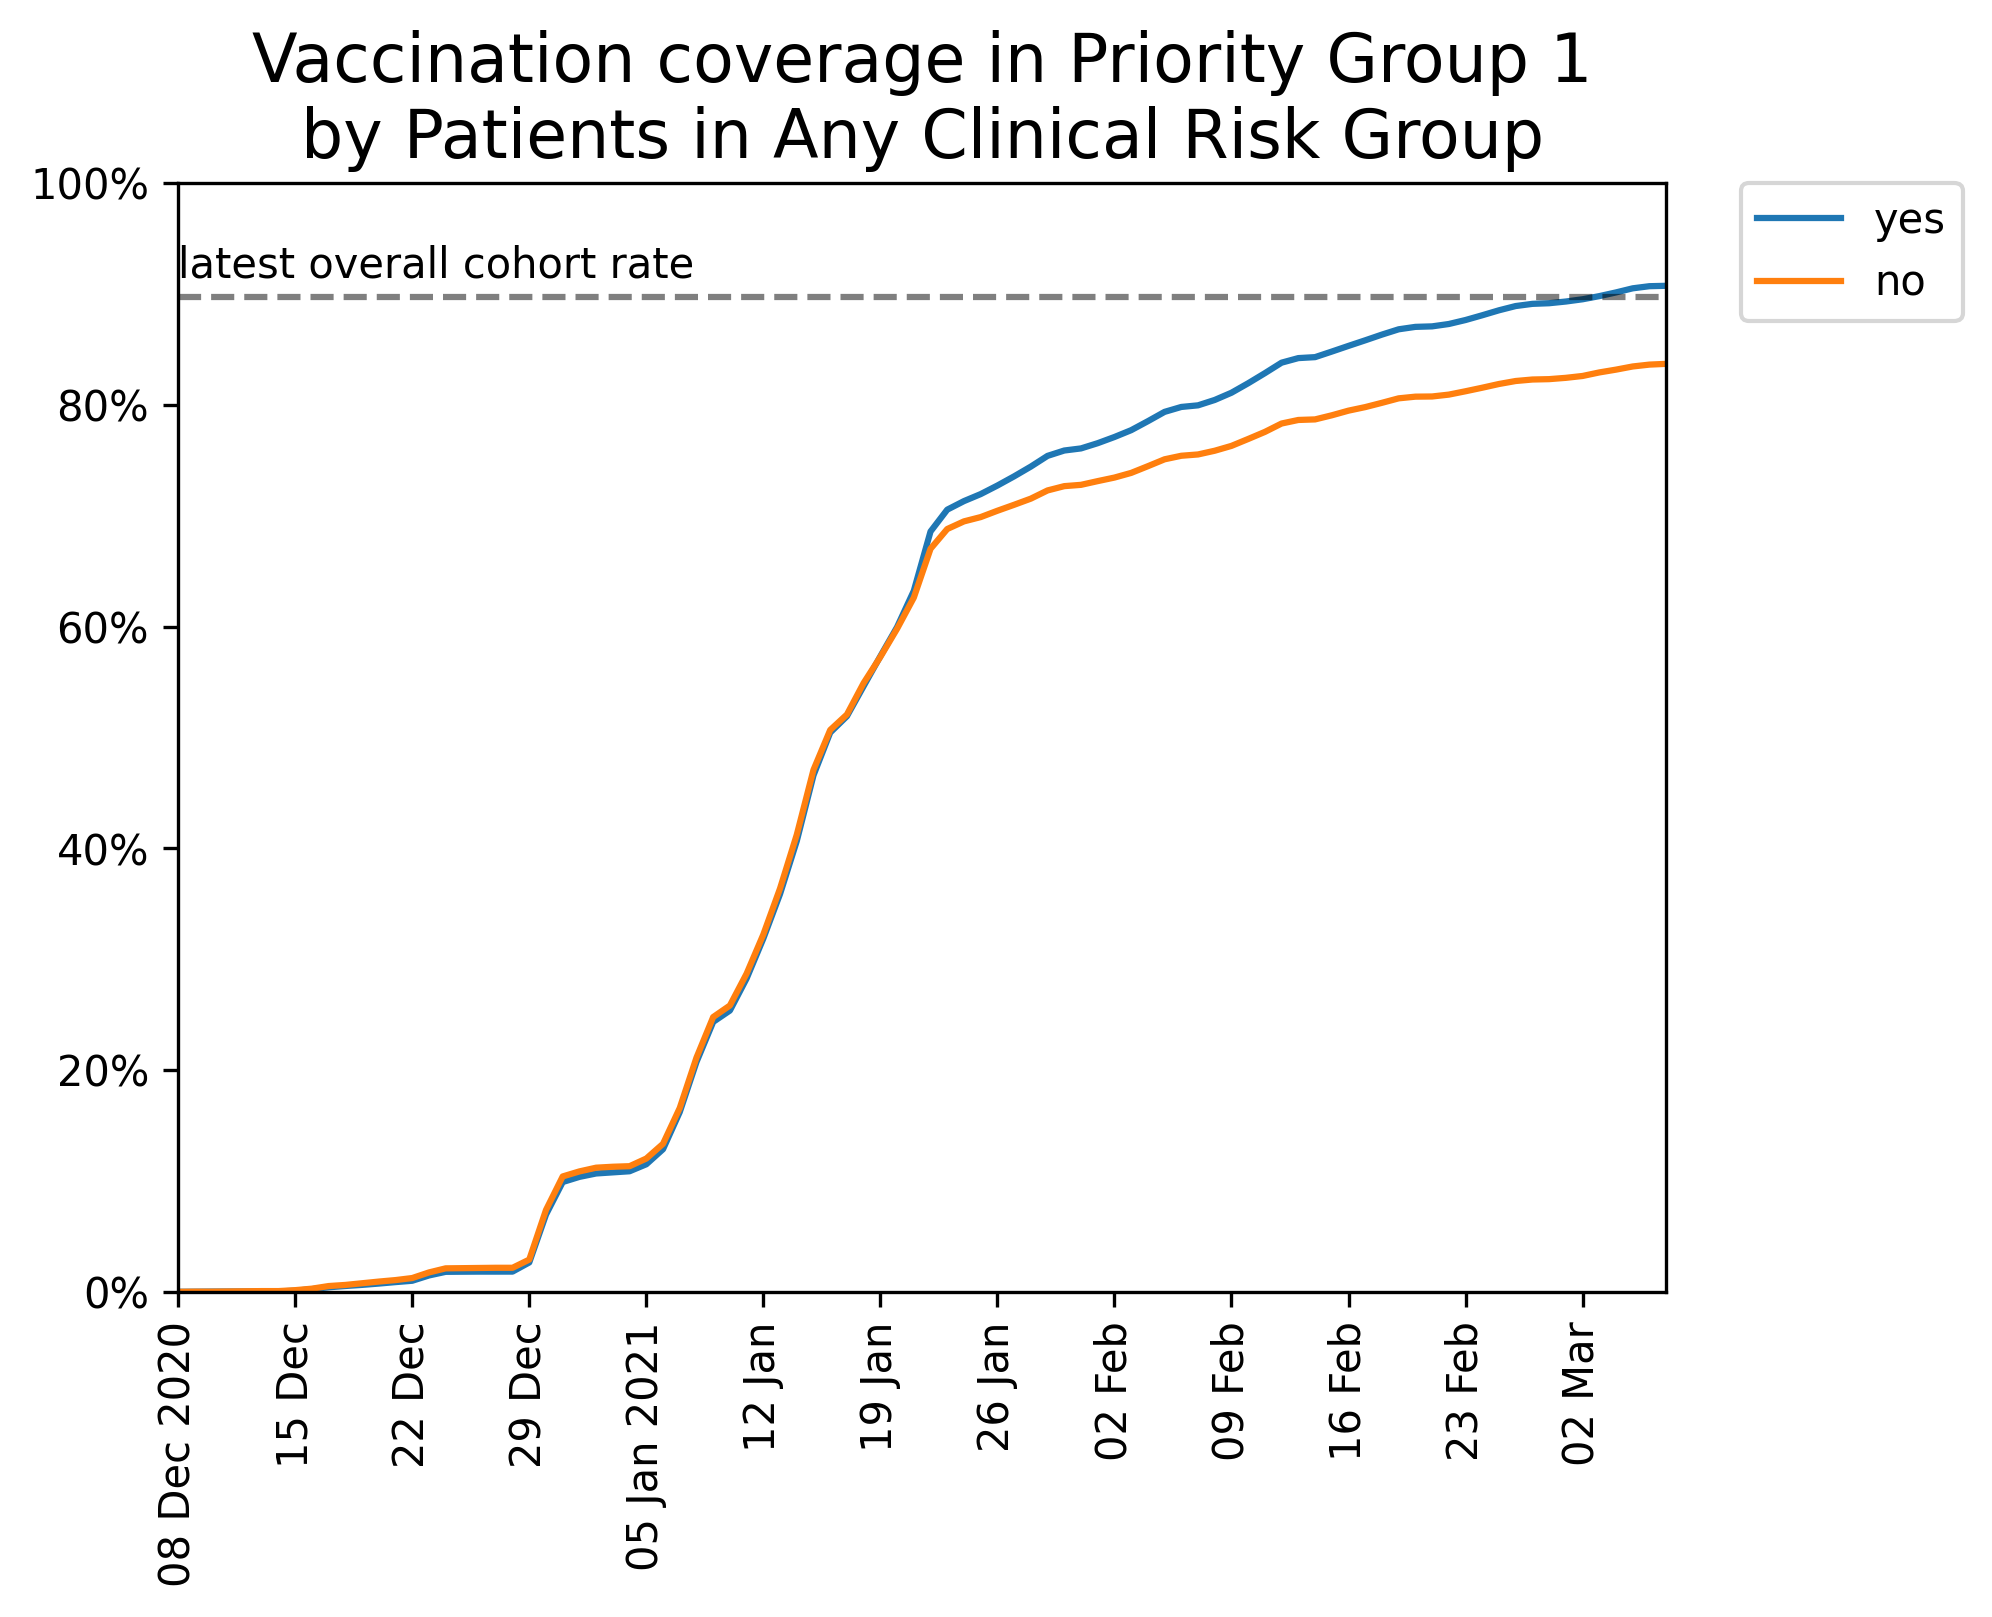 Vaccination coverage in Priority Group 1
by Patients in Any Clinical Risk Group
100%
80%
60%
40%
20%
0%
latest overall cohort rate
yes
no
08 Dec 2020
15 Dec
22 Dec
29 Dec
05 Jan 2021
12 Jan
19 Jan
26 Jan
02 Feb
09 Feb
16 Feb
23 Feb
02 Mar